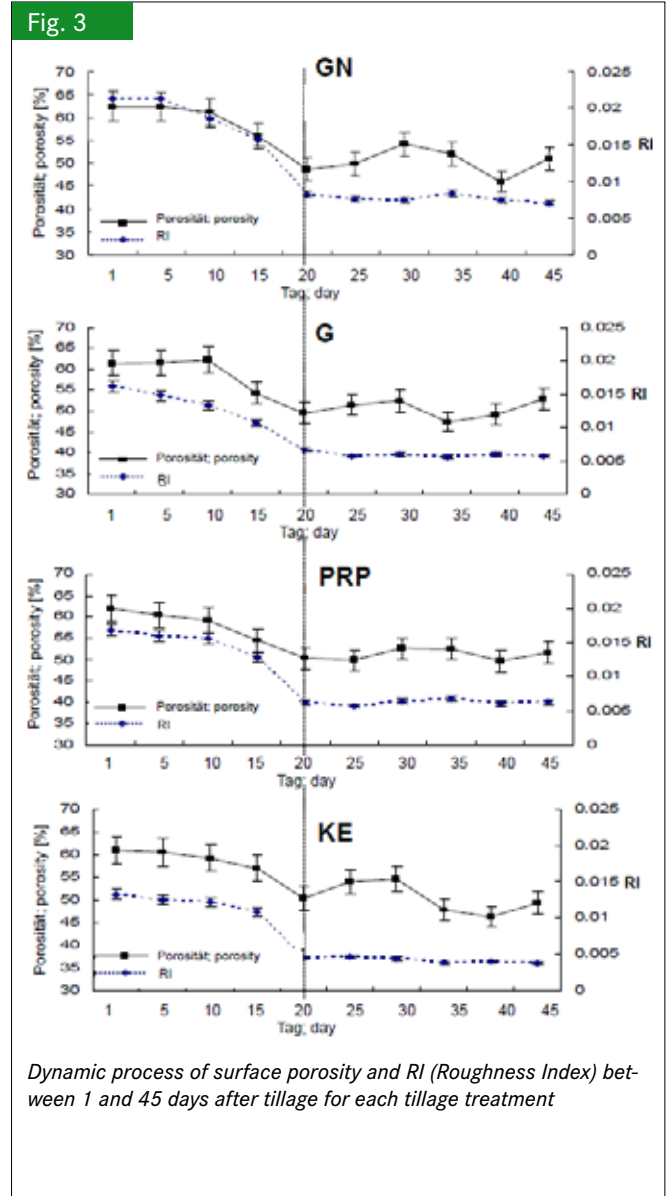 Fig. 3
GN
Porosität; porosity [%]
70
65
60
55
50
45
40
35
30
0.025
0.02
0.015
RI
0.01
0.005
0
Porosität; porosity
RI
1 5 10 15 20 25 30 35 40 45
Tag; day
G
Porosität; porosity [%]
70
65
60
55
50
45
40
35
30
0.025
0.02
0.015
RI
0.01
0.005
0
Porosität; porosity
RI
1 5 10 15 20 25 30 35 40 45
Tag; day
PRP
Porosität; porosity [%]
70
65
60
55
50
45
40
35
30
0.025
0.02
0.015
RI
0.01
0.005
0
Porosität; porosity
RI
1 5 10 15 20 25 30 35 40 45
Tag; day
KE
Porosität; porosity [%]
70
65
60
55
50
45
40
35
30
0.025
0.02
0.015
RI
0.01
0.005
0
Porosität; porosity
RI
1 5 10 15 20 25 30 35 40 45
Tag; day
Dynamic process of surface porosity and RI (Roughness Index) bet-
ween 1 and 45 days after tillage for each tillage treatment